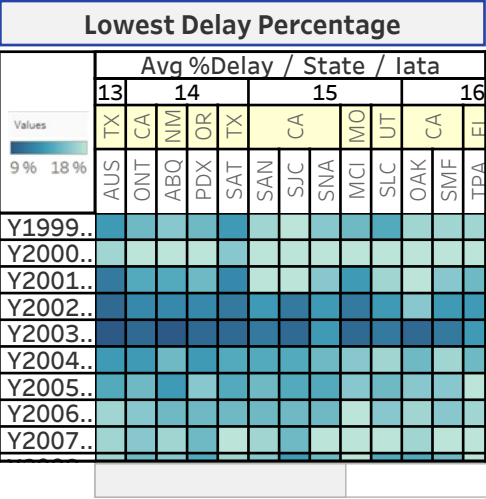 Lowest Delay Percentage
Avg %Delay / State / Iata
13 14 15 16
Values
TX CA NM OR TX CA MO UT CA
9 % 18 %
AUS ONT ABQ PDX SAT SAN SJC SNA MCI SLC OAK SMF TPA
Y1999..
Y2000..
Y2001..
Y2002..
Y2003..
Y2004..
Y2005..
Y2006..
Y2007..